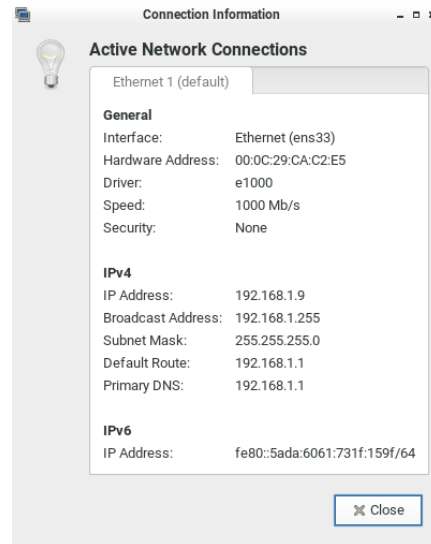 Connection Information
Active Network Connections
Ethernet 1 (default)
General
Interface: Ethernet (ens33)
Hardware Address: 00:0C:29:CA:C2:E5
Driver: e1000
Speed: 1000 Mb/s
Security: None
IPv4
IP Address: 192.168.1.9
Broadcast Address: 192.168.1.255
Subnet Mask: 255.255.255.0
Default Route: 192.168.1.1
Primary DNS: 192.168.1.1
IPv6
IP Address: fe80::5ada:6061:731f:159f/64
Close